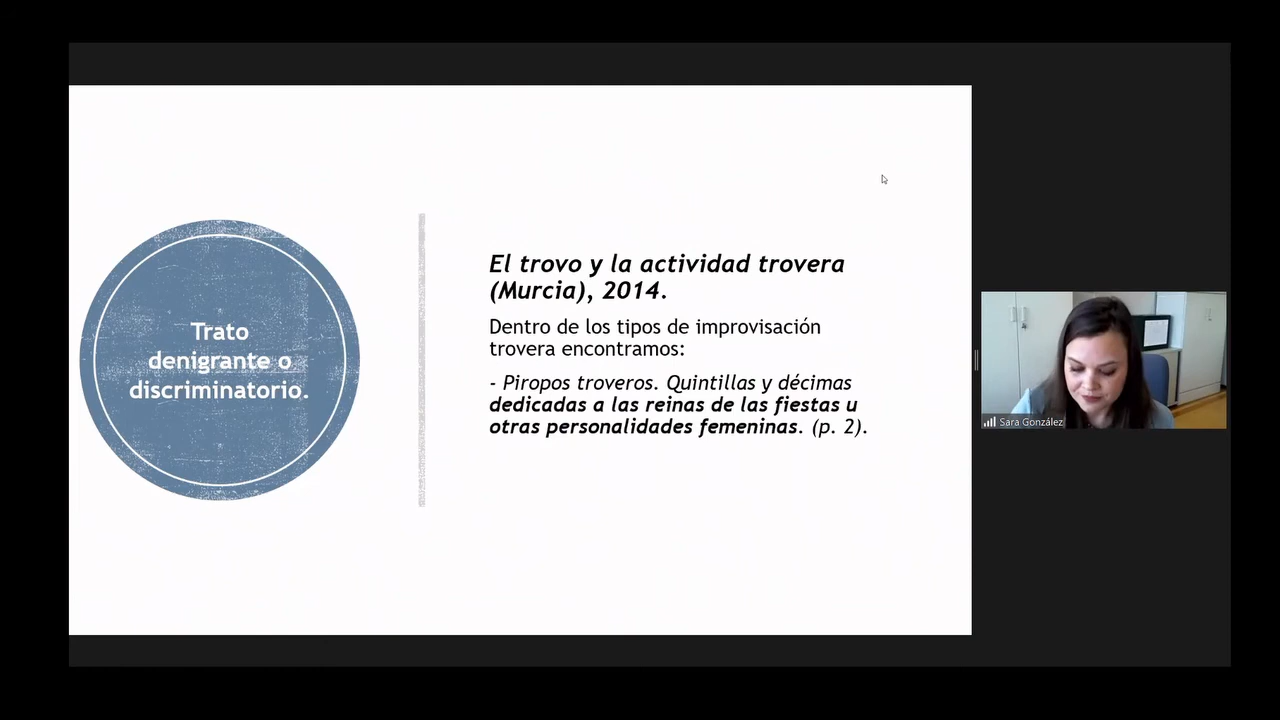 Trato
denigrante o
discriminatorio.
El trovo y la actividad trovera
(Murcia), 2014.
Dentro de los tipos de improvisación
trovera encontramos:
- Piropos troveros. Quintillas y décimas
dedicadas a las reinas de las fiestas u
otras personalidades femeninas. (p. 2).
Sara González